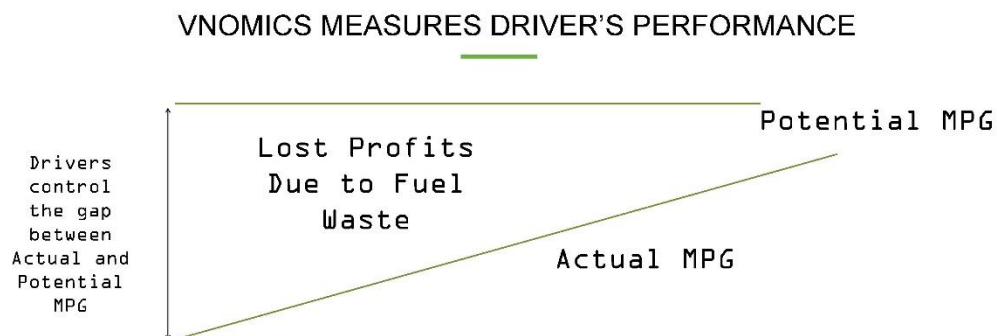 VNOMICS MEASURES DRIVER'S PERFORMANCE
Potential MPG
Lost Profits
Due to Fuel
Waste
Drivers
control
the gap
between
Actual and
Potential
MPG
Actual MPG